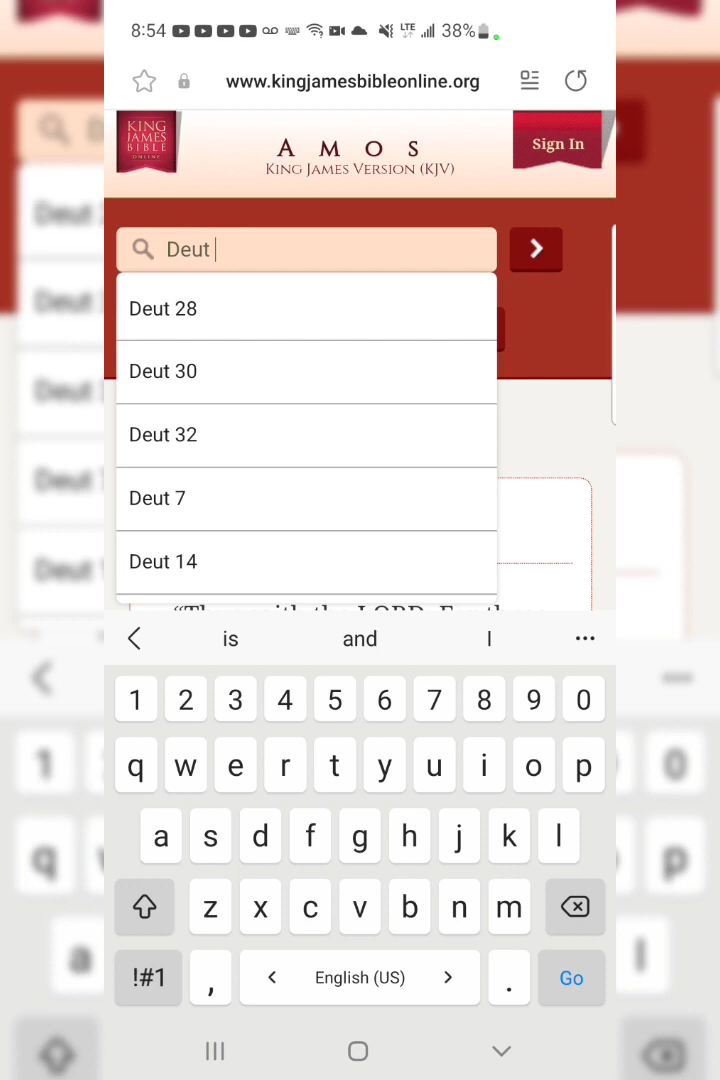 8:54 LTE 38%
www.kingjamesbibleonline.org
KING
JAMES
BIBLE
ONLINE
AMOS
KING JAMES VERSION (KJV)
Sign In
Deut
Deut 28
Deut 30
Deut 32
Deut 7
Deut 14
is and I
1 2 3 4 5 6 7 8 9 0
q w e r t y u i o p
a s d f g h j k l
z x c v b n m
!#1 , < English (US) > . Go